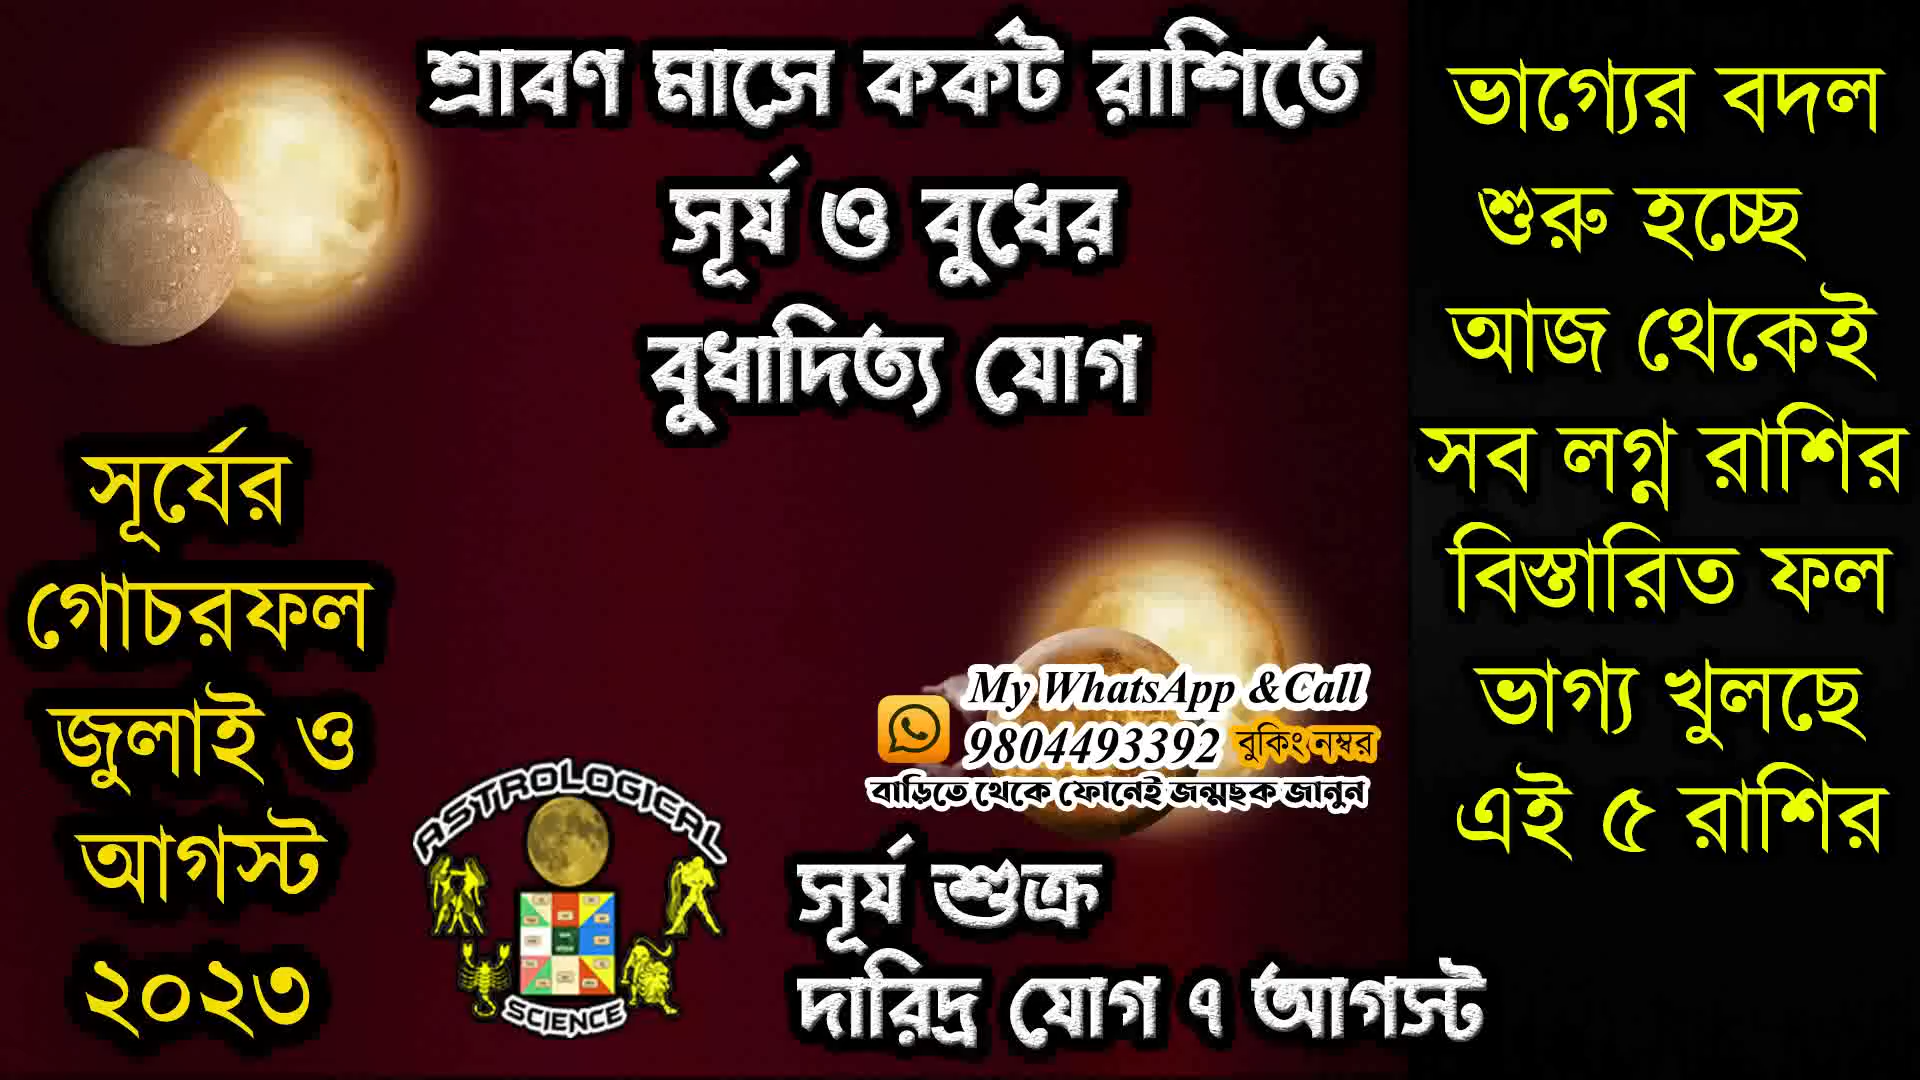 শ্রাবণ মাসে কর্কট রাশিতে
সূর্য ও বুধের
বুধাদিত্য যোগ
সূর্যের
গোচরফল
জুলাই ও
আগস্ট
২০২৩
My WhatsApp &Call
9804493392 বুকিং নম্বর
বাড়িতে থেকে ফোনেই জন্মছক জানুন
ASTROLOGICAL
SCIENCE
সূর্য শুক্র
দারিদ্র যোগ ৭ আগস্ট
ভাগ্যের বদল
শুরু হচ্ছে
আজ থেকেই
সব লগ্ন রাশির
বিস্তারিত ফল
ভাগ্য খুলছে
এই ৫ রাশির